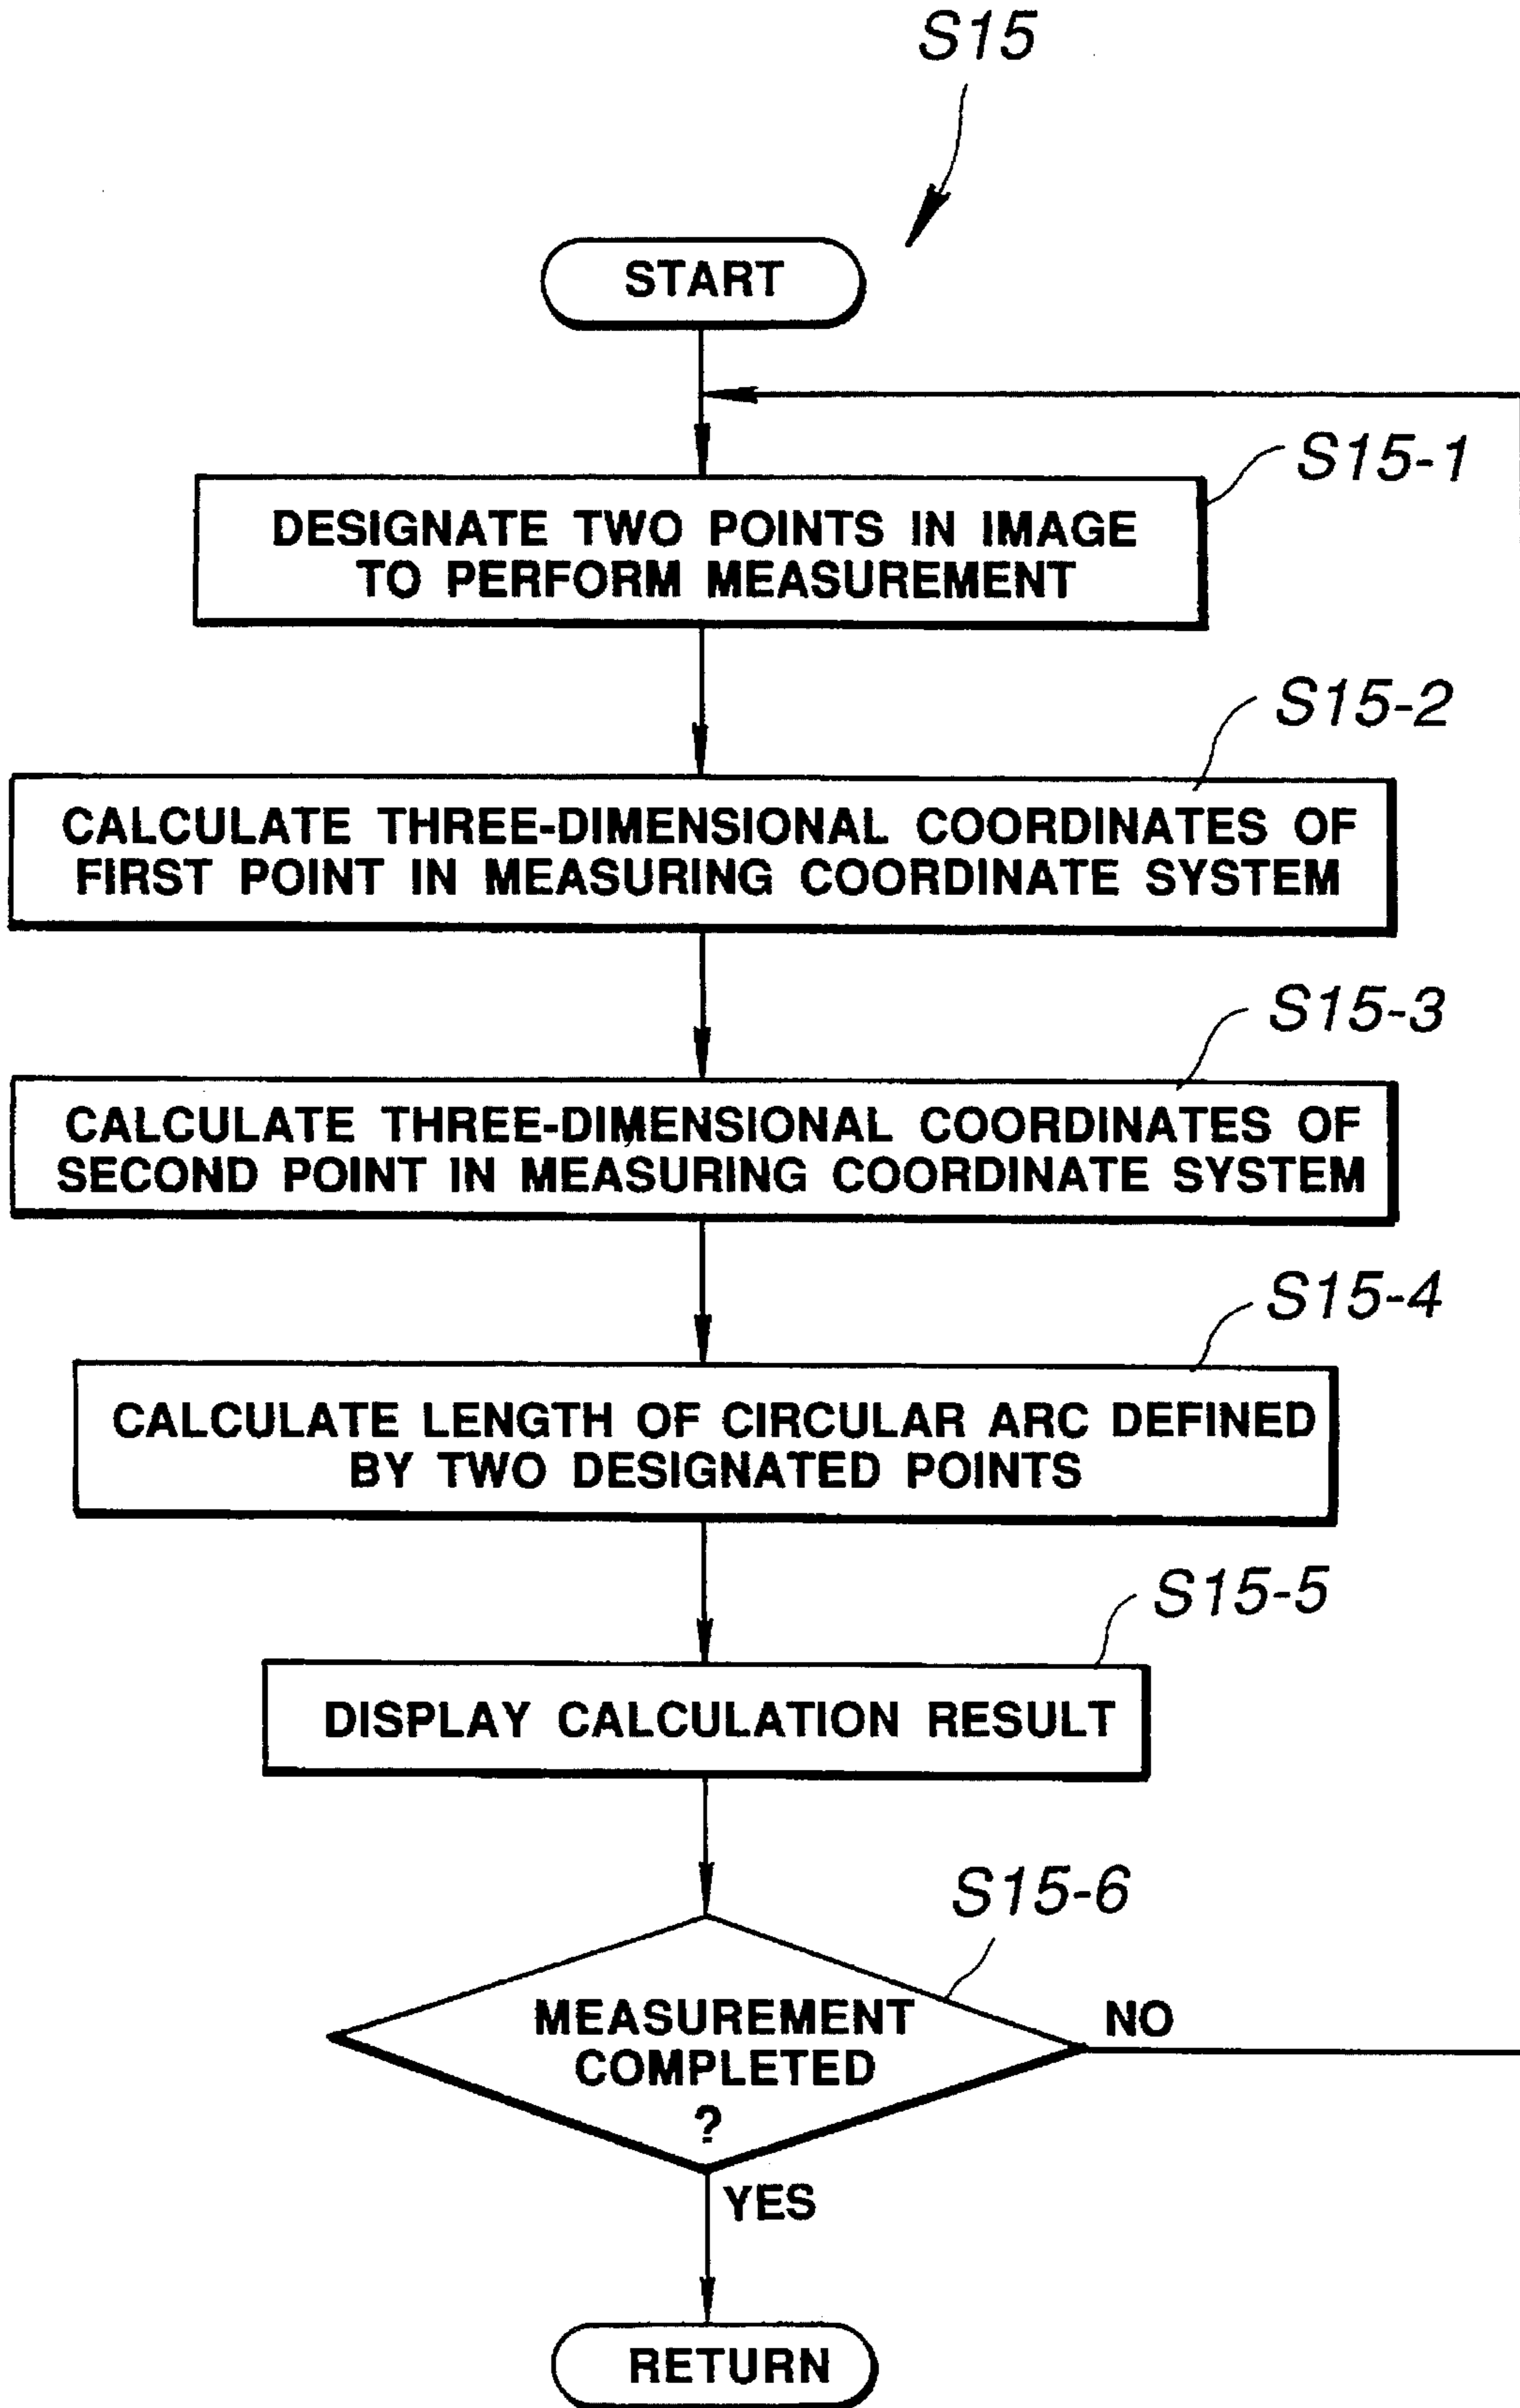 S15
START
S15-1
DESIGNATE TWO POINTS IN IMAGE
TO PERFORM MEASUREMENT
S15-2
CALCULATE THREE-DIMENSIONAL COORDINATES OF
FIRST POINT IN MEASURING COORDINATE SYSTEM
S15-3
CALCULATE THREE-DIMENSIONAL COORDINATES OF
SECOND POINT IN MEASURING COORDINATE SYSTEM
S15-4
CALCULATE LENGTH OF CIRCULAR ARC DEFINED
BY TWO DESIGNATED POINTS
S15-5
DISPLAY CALCULATION RESULT
S15-6
MEASUREMENT
COMPLETED
?
NO
YES
RETURN